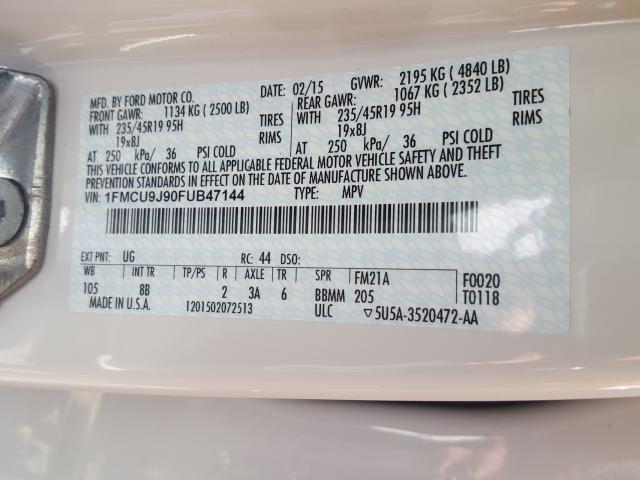 MFD. BY FORD MOTOR CO.
DATE: 02/15 GVWR: 2195 KG ( 4840 LB)
FRONT GAWR: 1134 KG ( 2500 LB)
REAR GAWR: 1067 KG ( 2352 LB)
WITH 235/45R19 95H TIRES
WITH 235/45R19 95H TIRES
19x8J RIMS
19x8J RIMS
AT 250 kPa/ 36 PSI COLD
AT 250 kPa/ 36 PSI COLD
THIS VEHICLE CONFORMS TO ALL APPLICABLE FEDERAL MOTOR VEHICLE SAFETY AND THEFT
PREVENTION STANDARDS IN EFFECT ON THE DATE OF MANUFACTURE SHOWN ABOVE.
VIN: 1FMCU9J90FUB47144
TYPE: MPV
EXT PNT: UG RC: 44 DSO:
WB INT TR TP/PS R AXLE TR SPR FM21A F0020
105 8B 2 3A 6 BBMM 205 T0118
MADE IN U.S.A. 1201502072513 ULC ▽5U5A-3520472-AA